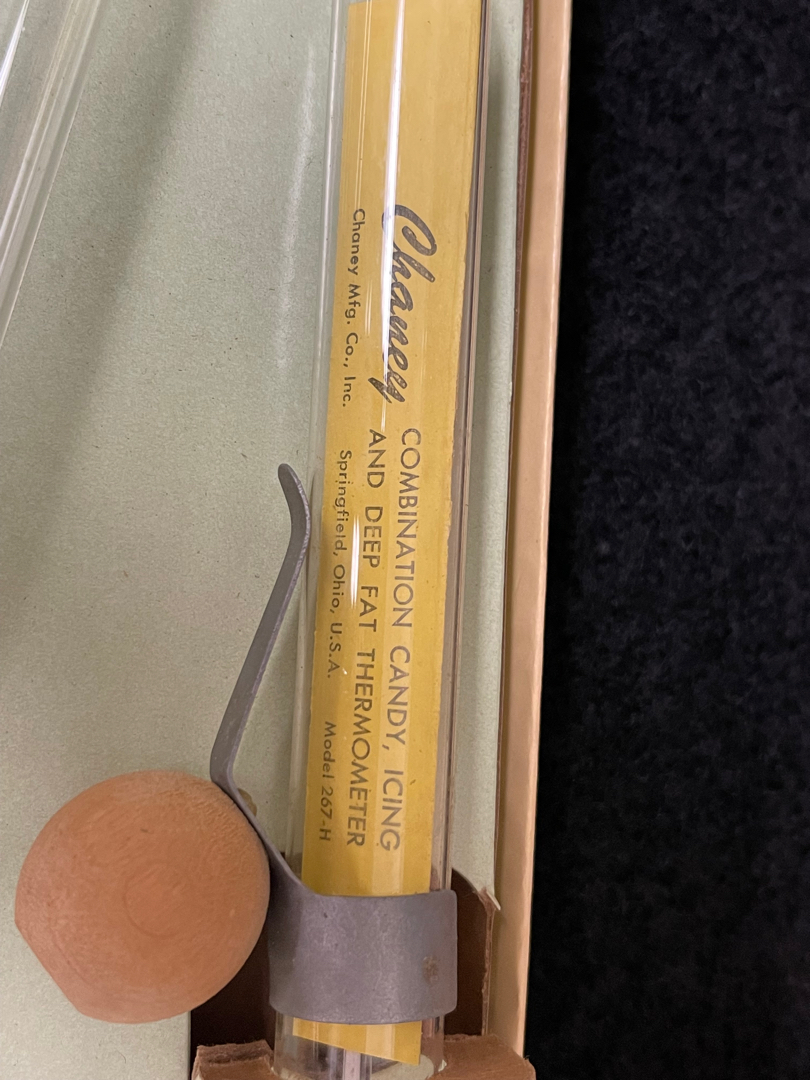 Chaney COMBINATION CANDY, ICING
AND DEEP FAT THERMOMETER
Chaney Mfg. Co., Inc. Springfield, Ohio, U.S.A. Model 267-H